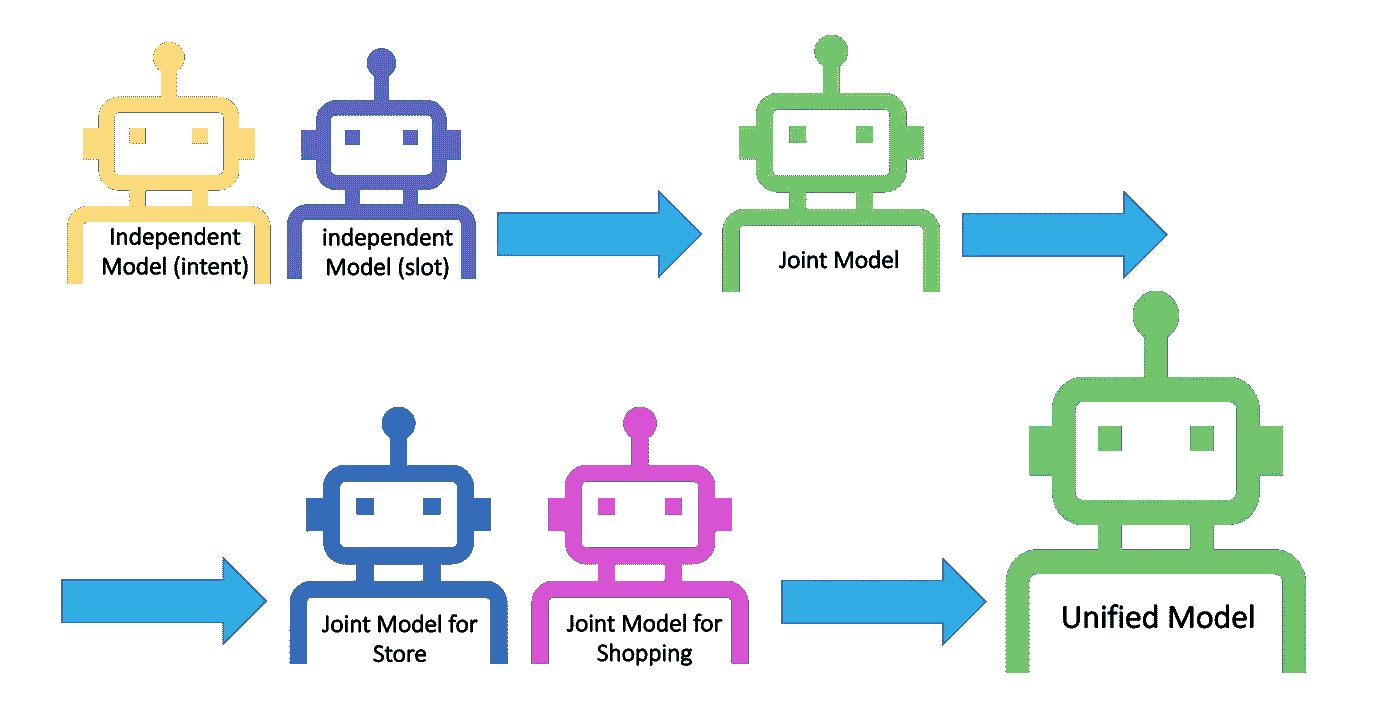 Independent
Model (intent)
independent
Model (slot)
Joint Model
Joint Model for
Store
Joint Model for
Shopping
Unified Model